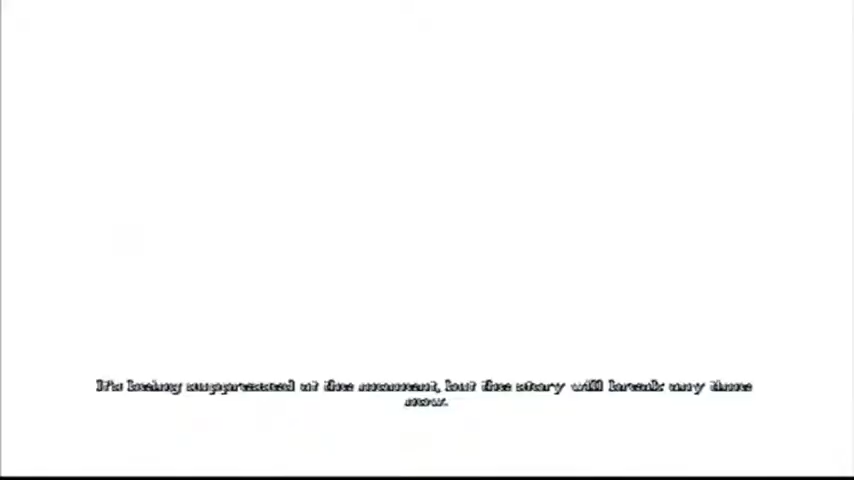 It's being suppressed at the moment, but the story will break any time
now.